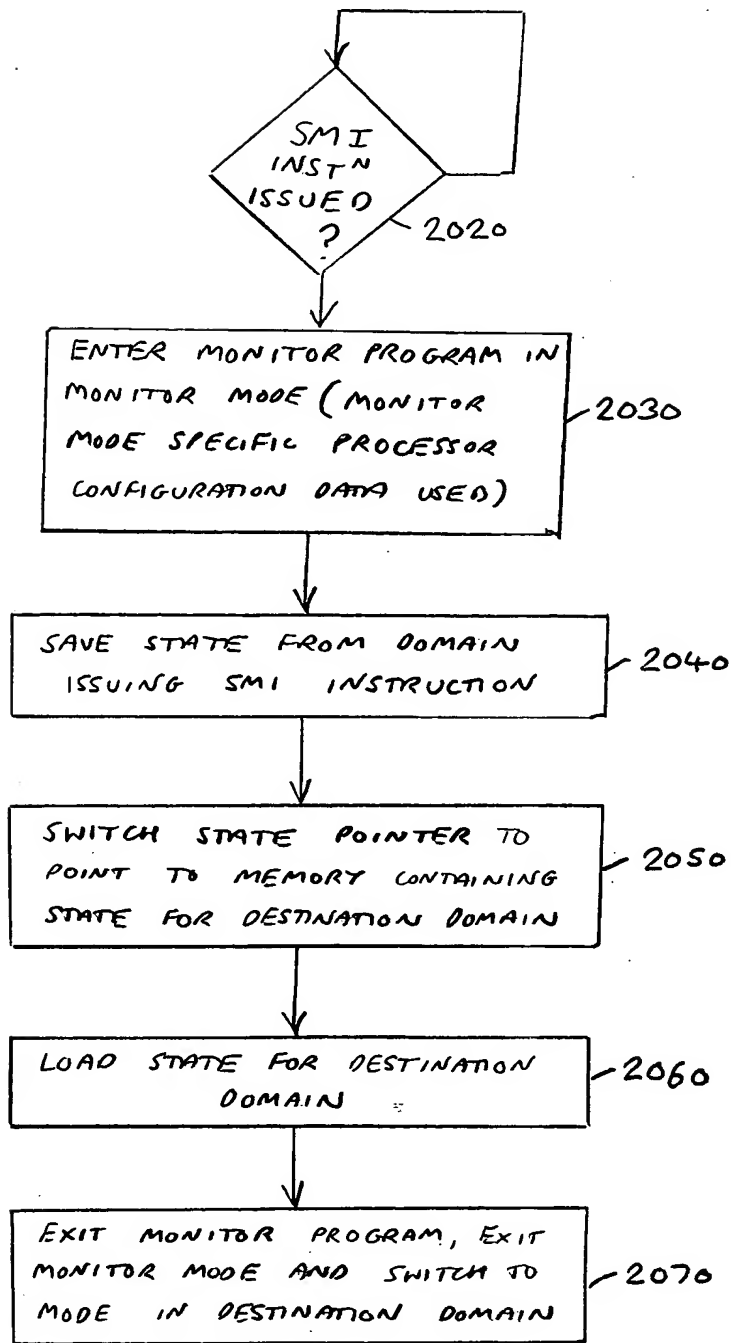 SMI
INSTᴺ
ISSUED
?
2020
ENTER MONITOR PROGRAM IN
MONITOR MODE (MONITOR
MODE SPECIFIC PROCESSOR
CONFIGURATION DATA USED)
2030
SAVE STATE FROM DOMAIN
ISSUING SMI INSTRUCTION
2040
SWITCH STATE POINTER TO
POINT TO MEMORY CONTAINING
STATE FOR DESTINATION DOMAIN
2050
LOAD STATE FOR DESTINATION
DOMAIN
2060
EXIT MONITOR PROGRAM, EXIT
MONITOR MODE AND SWITCH TO
MODE IN DESTINATION DOMAIN
2070